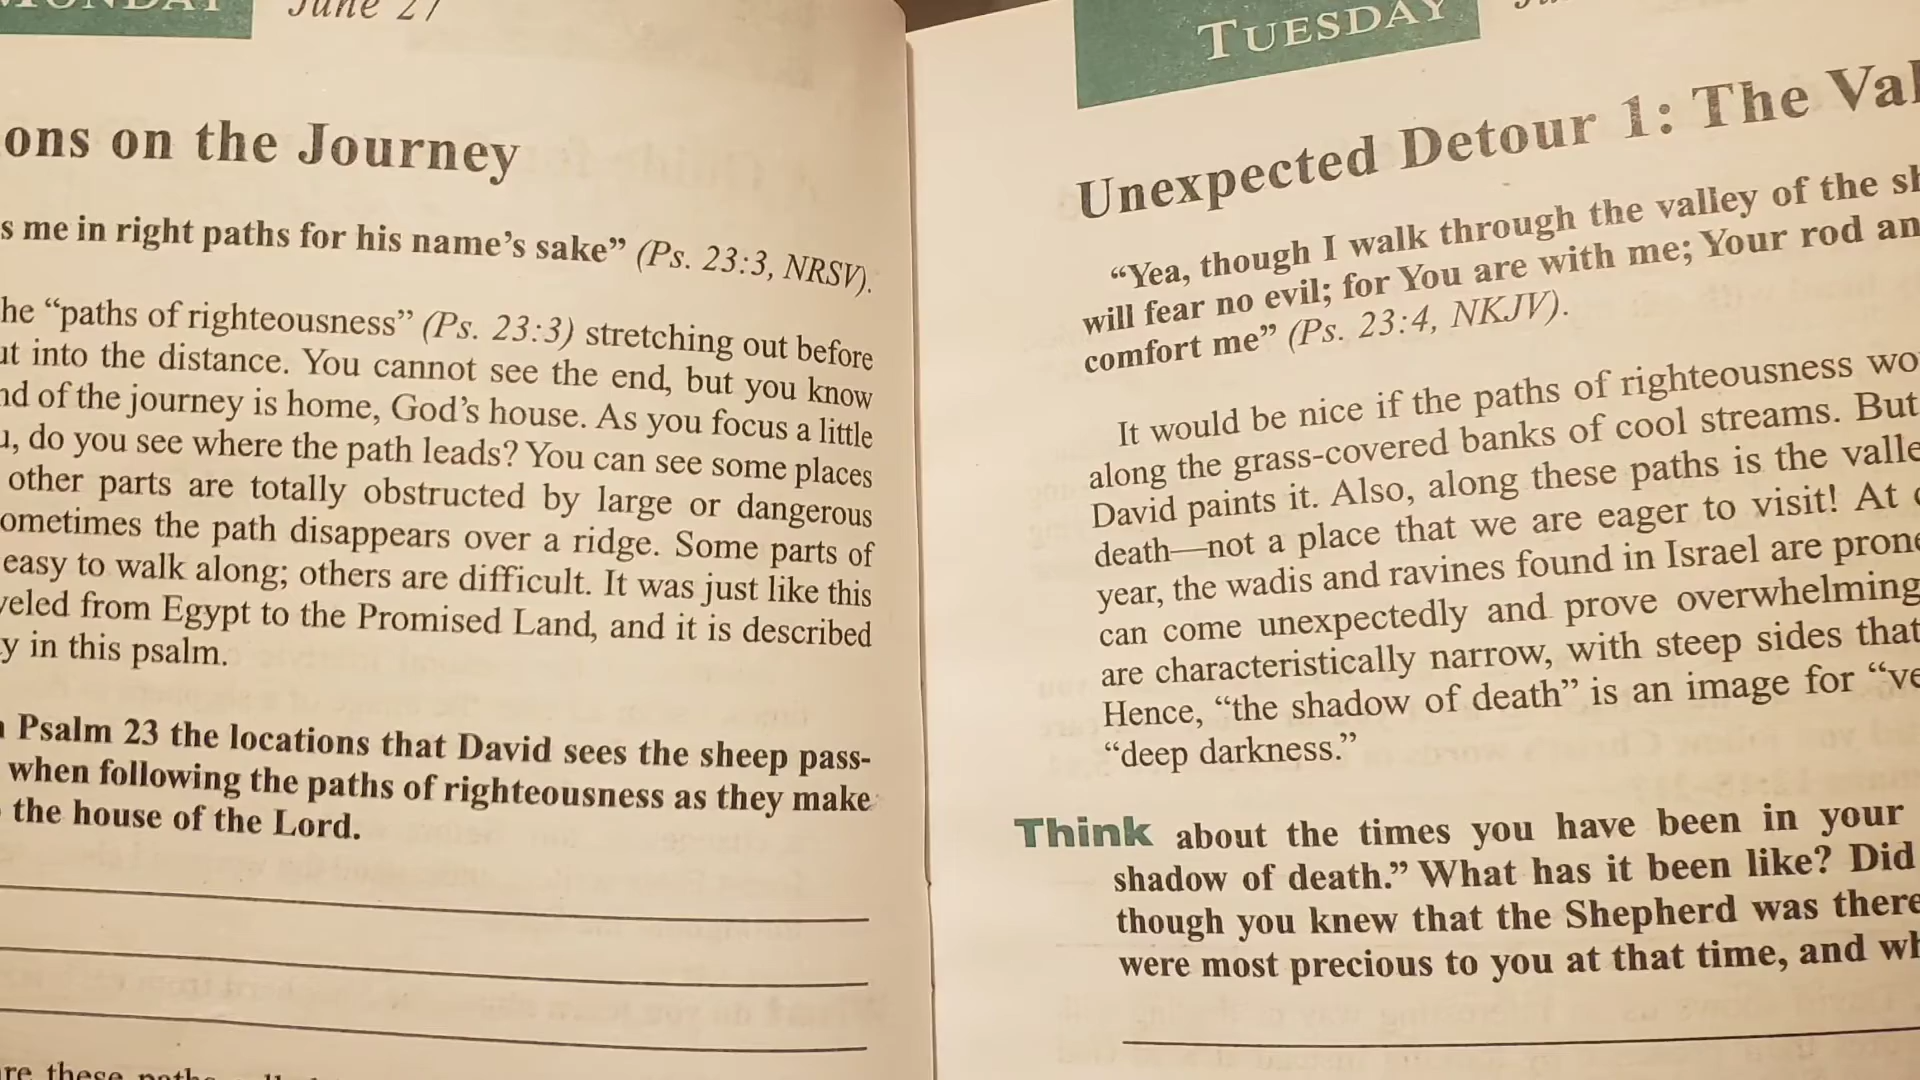 MONDAY June 27
ons on the Journey
s me in right paths for his name's sake” (Ps. 23:3, NRSV).
he “paths of righteousness” (Ps. 23:3) stretching out before
ut into the distance. You cannot see the end, but you know
nd of the journey is home, God's house. As you focus a little
u, do you see where the path leads? You can see some places
other parts are totally obstructed by large or dangerous
ometimes the path disappears over a ridge. Some parts of
easy to walk along; others are difficult. It was just like this
veled from Egypt to the Promised Land, and it is described
y in this psalm.
Psalm 23 the locations that David sees the sheep pass-
when following the paths of righteousness as they make
the house of the Lord.
re these
TUESDAY
Unexpected Detour 1: The Val
“Yea, though I walk through the valley of the sh
will fear no evil; for You are with me; Your rod an
comfort me” (Ps. 23:4, NKJV).
It would be nice if the paths of righteousness wo
along the grass-covered banks of cool streams. But
David paints it. Also, along these paths is the valle
death—not a place that we are eager to visit! At
year, the wadis and ravines found in Israel are prone
can come unexpectedly and prove overwhelming
are characteristically narrow, with steep sides that
Hence, “the shadow of death” is an image for “ve
“deep darkness.”
Think about the times you have been in your
shadow of death.” What has it been like? Did
though you knew that the Shepherd was there
were most precious to you at that time, and wh